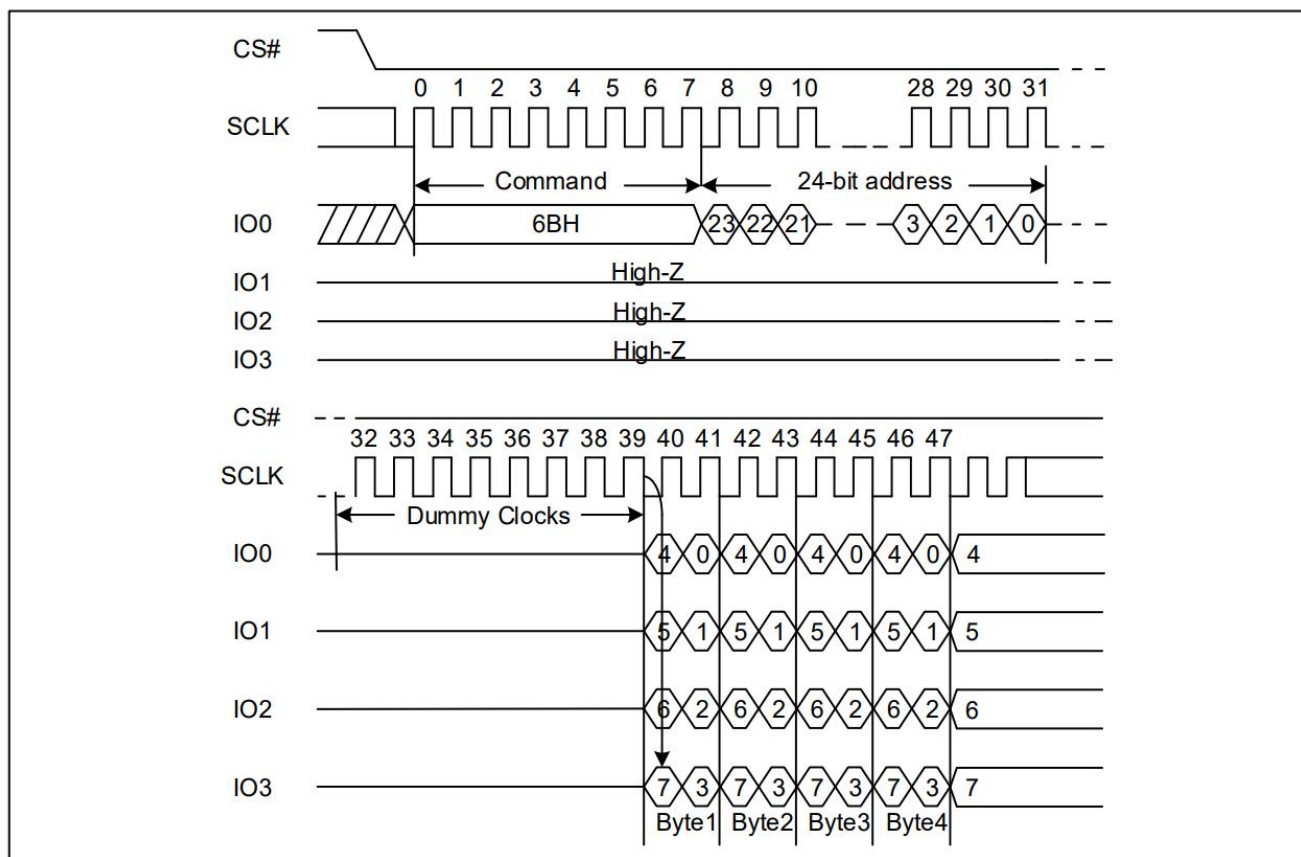 CS#
0 1 2 3 4 5 6 7 8 9 10 28 29 30 31
SCLK
Command 24-bit address
IO0 6BH 23 22 21 3 2 1 0
IO1 High-Z
IO2 High-Z
IO3 High-Z
CS#
32 33 34 35 36 37 38 39 40 41 42 43 44 45 46 47
SCLK
Dummy Clocks
IO0 4 0 4 0 4 0 4 0 4
IO1 5 1 5 1 5 1 5 1 5
IO2 6 2 6 2 6 2 6 2 6
IO3 7 3 7 3 7 3 7 3 7
Byte1 Byte2 Byte3 Byte4